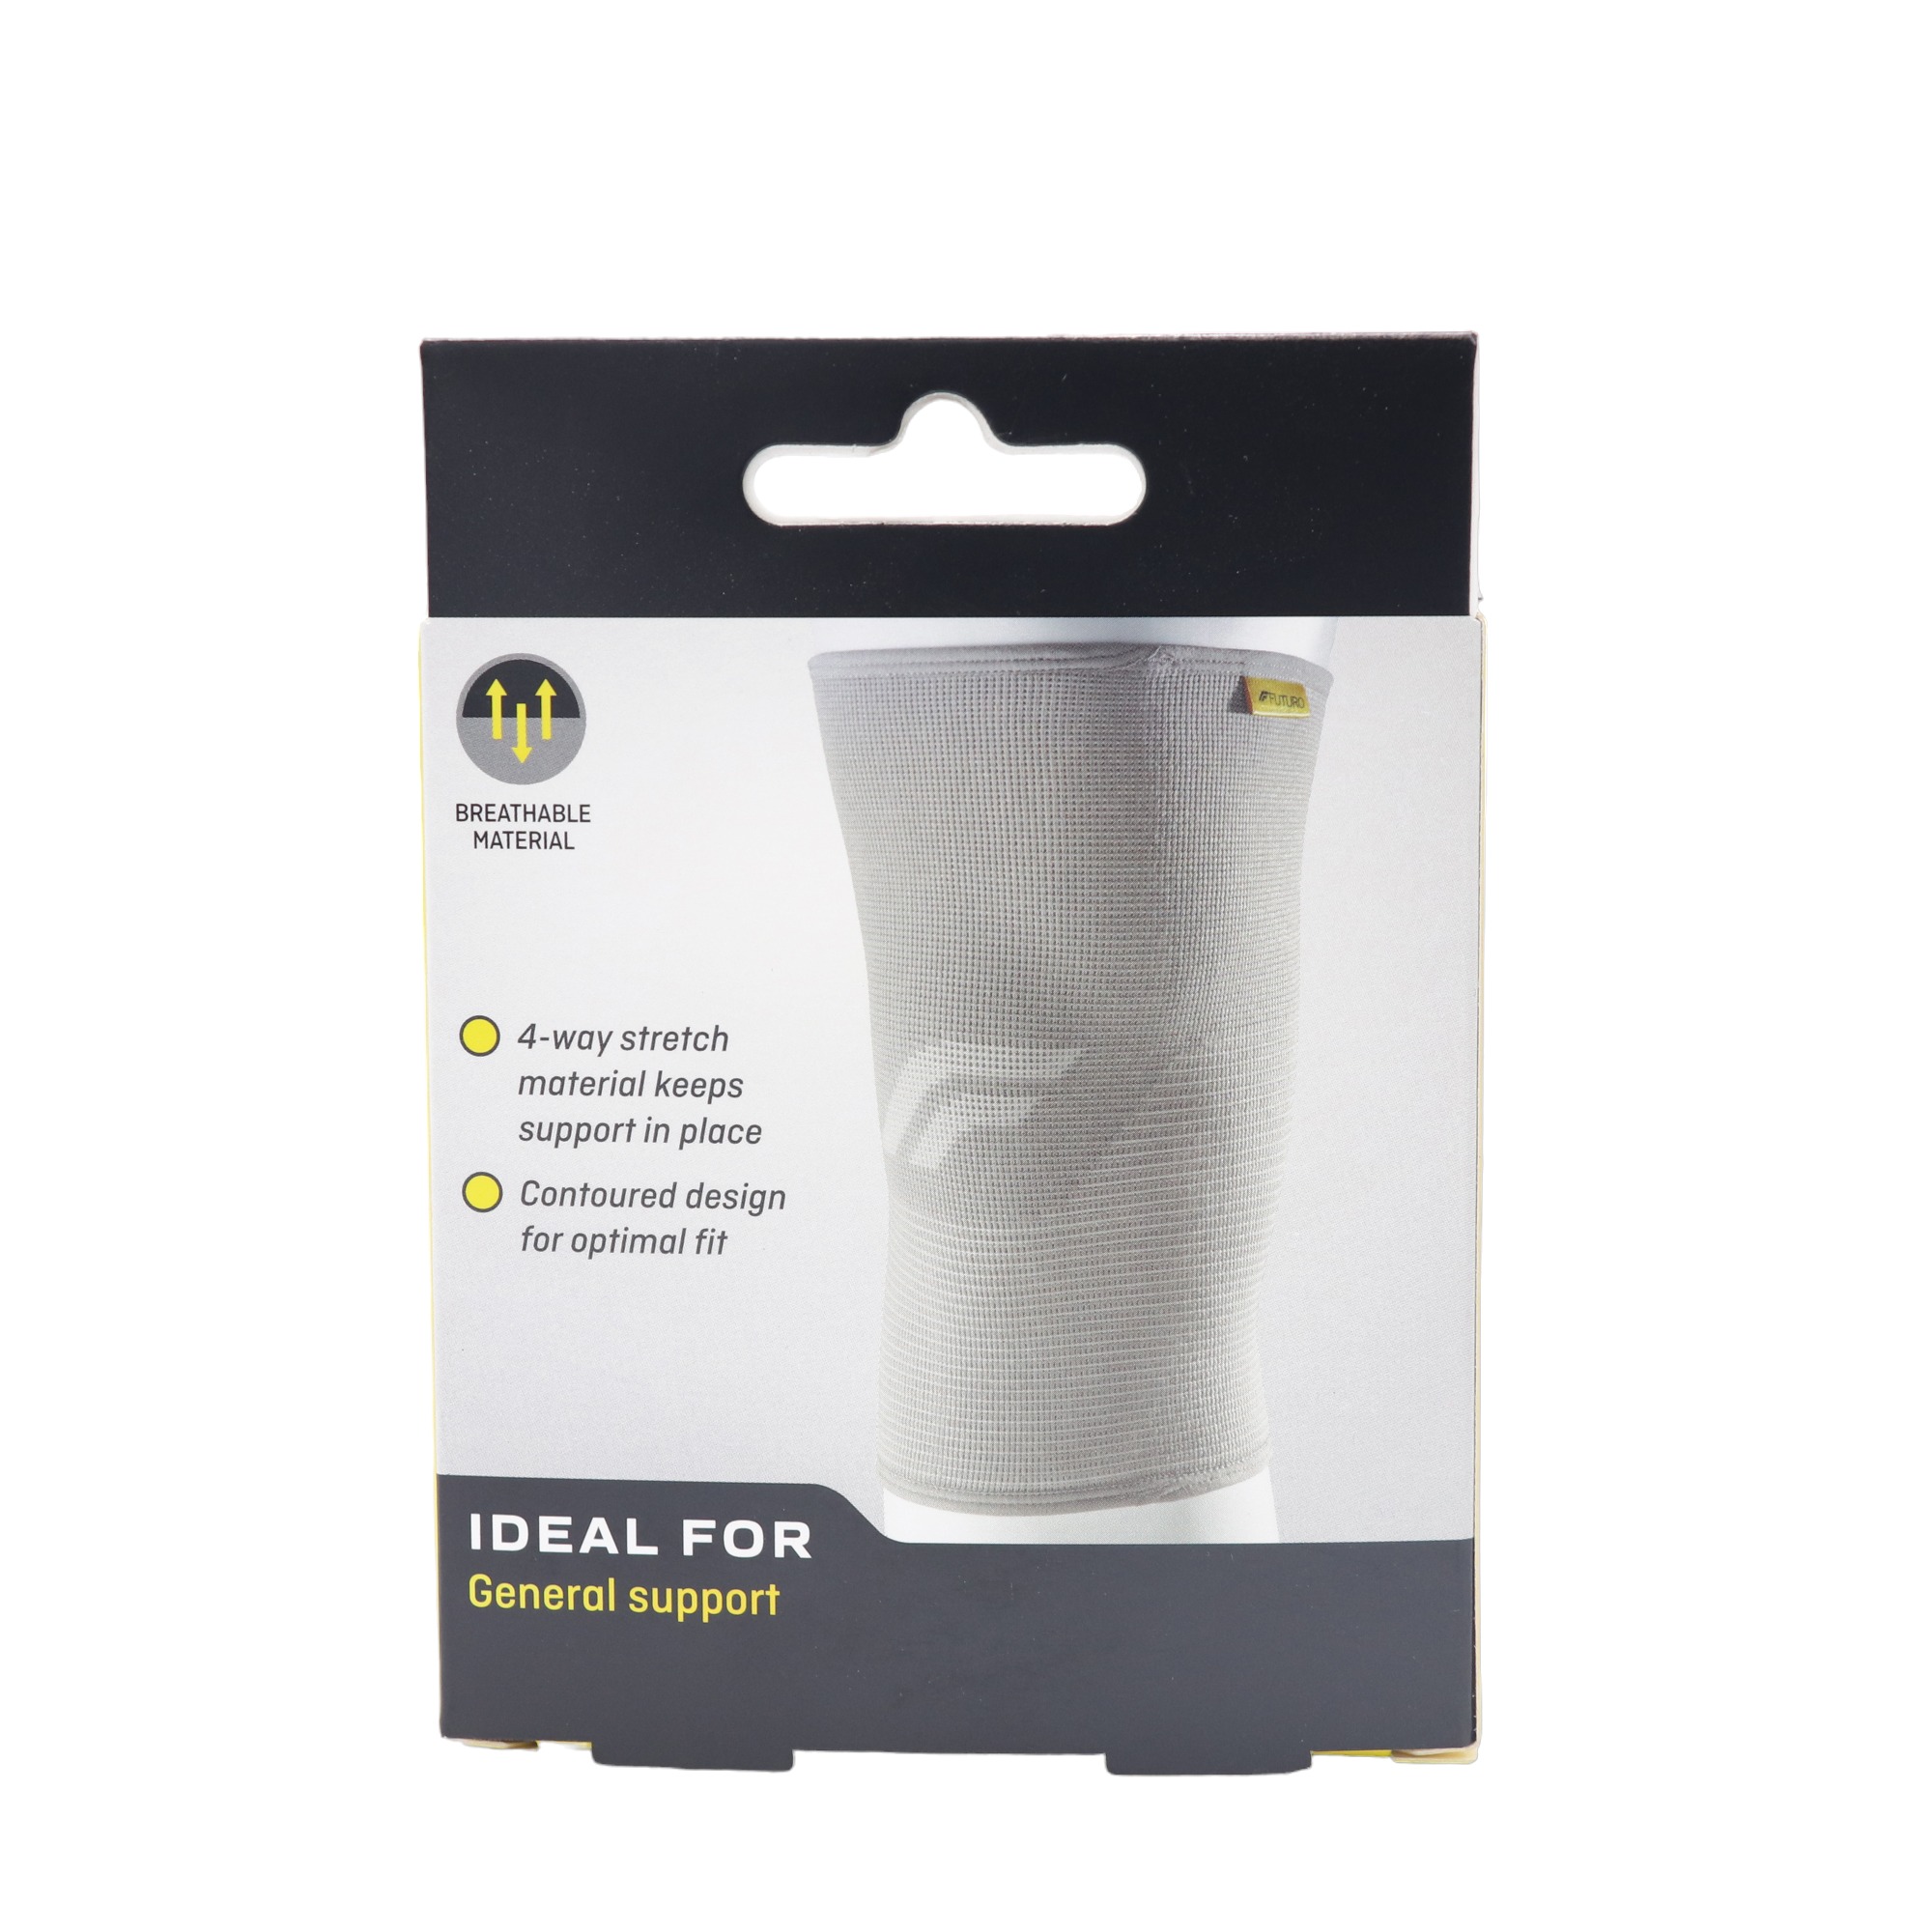 FUTURO
BREATHABLE
MATERIAL
4-way stretch
material keeps
support in place
Contoured design
for optimal fit
IDEAL FOR
General support